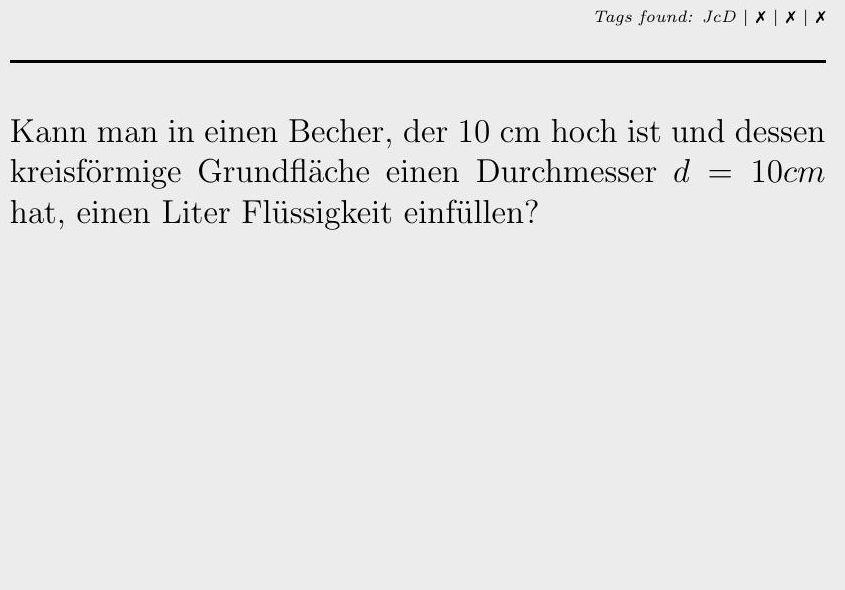 Tags found: JcD | ✗ | ✗ | ✗
Kann man in einen Becher, der 10 cm hoch ist und dessen
kreisförmige Grundfläche einen Durchmesser d = 10cm
hat, einen Liter Flüssigkeit einfüllen?